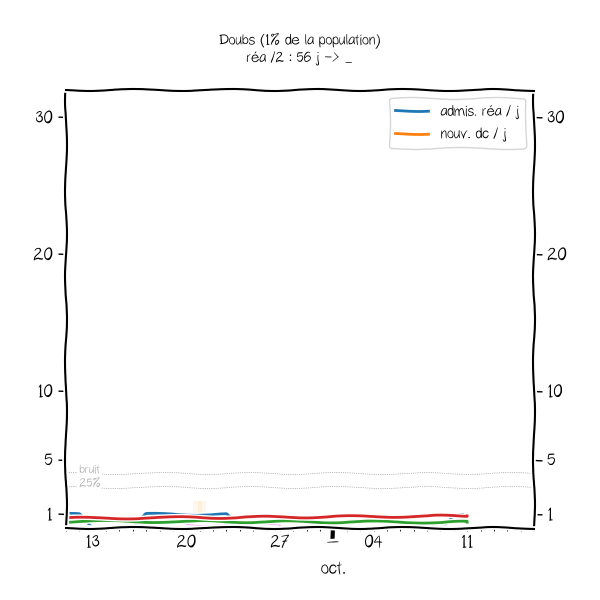 Doubs (1% de la population)
réa /2 : 56 j -> _
admis. réa / j
nouv. dc / j
30
30
20
20
10
10
5
5
bruit
25%
1
1
13 20 27 04 11
oct.